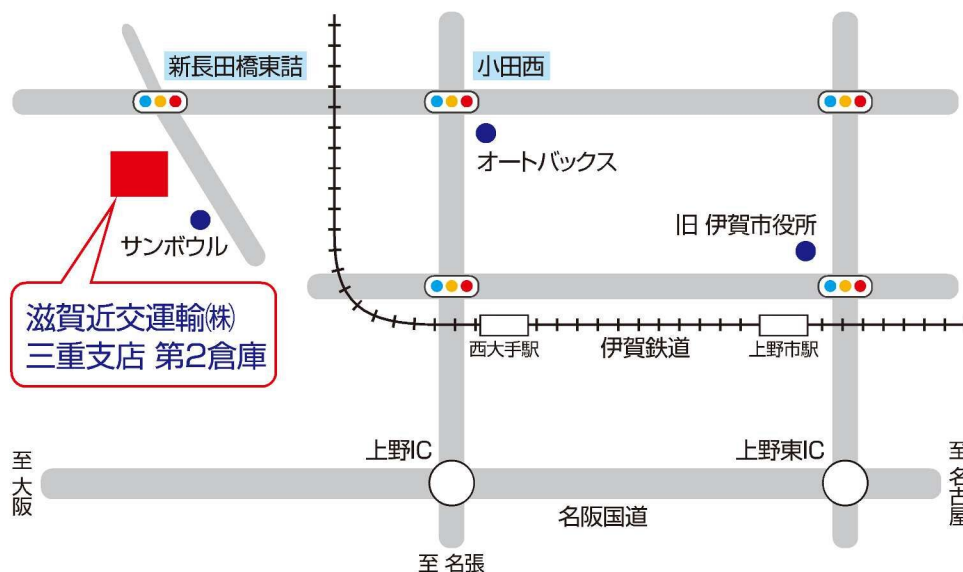 新長田橋東詰
小田西
オートバックス
旧 伊賀市役所
サンボウル
滋賀近交運輸㈱
三重支店 第2倉庫
西大手駅
伊賀鉄道
上野市駅
上野IC
上野東IC
至 大阪
名阪国道
至 名古屋
至 名張